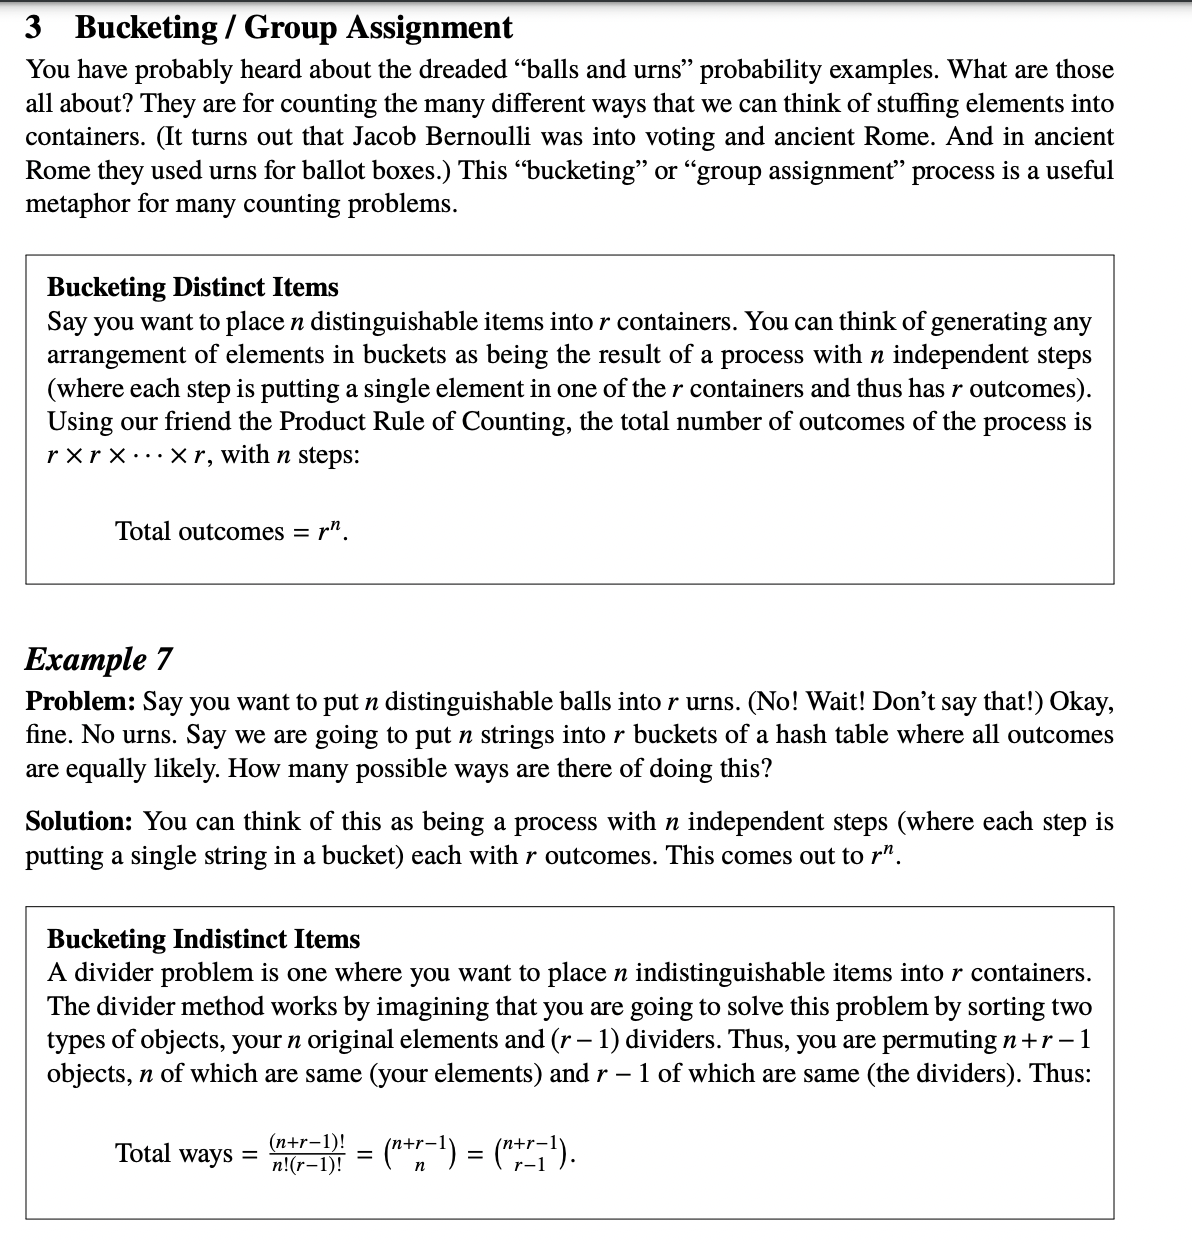 3 Bucketing / Group Assignment
You have probably heard about the dreaded “balls and urns” probability examples. What are those
all about? They are for counting the many different ways that we can think of stuffing elements into
containers. (It turns out that Jacob Bernoulli was into voting and ancient Rome. And in ancient
Rome they used urns for ballot boxes.) This “bucketing” or “group assignment” process is a useful
metaphor for many counting problems.
Bucketing Distinct Items
Say you want to place n distinguishable items into r containers. You can think of generating any
arrangement of elements in buckets as being the result of a process with n independent steps
(where each step is putting a single element in one of the r containers and thus has r outcomes).
Using our friend the Product Rule of Counting, the total number of outcomes of the process is
r × r × · · · × r, with n steps:
Total outcomes = rⁿ.
Example 7
Problem: Say you want to put n distinguishable balls into r urns. (No! Wait! Don’t say that!) Okay,
fine. No urns. Say we are going to put n strings into r buckets of a hash table where all outcomes
are equally likely. How many possible ways are there of doing this?
Solution: You can think of this as being a process with n independent steps (where each step is
putting a single string in a bucket) each with r outcomes. This comes out to rⁿ.
Bucketing Indistinct Items
A divider problem is one where you want to place n indistinguishable items into r containers.
The divider method works by imagining that you are going to solve this problem by sorting two
types of objects, your n original elements and (r − 1) dividers. Thus, you are permuting n + r − 1
objects, n of which are same (your elements) and r − 1 of which are same (the dividers). Thus:
Total ways = \frac{(n+r−1)!}{n!(r−1)!} = \binom{n+r−1}{n} = \binom{n+r−1}{r−1}.